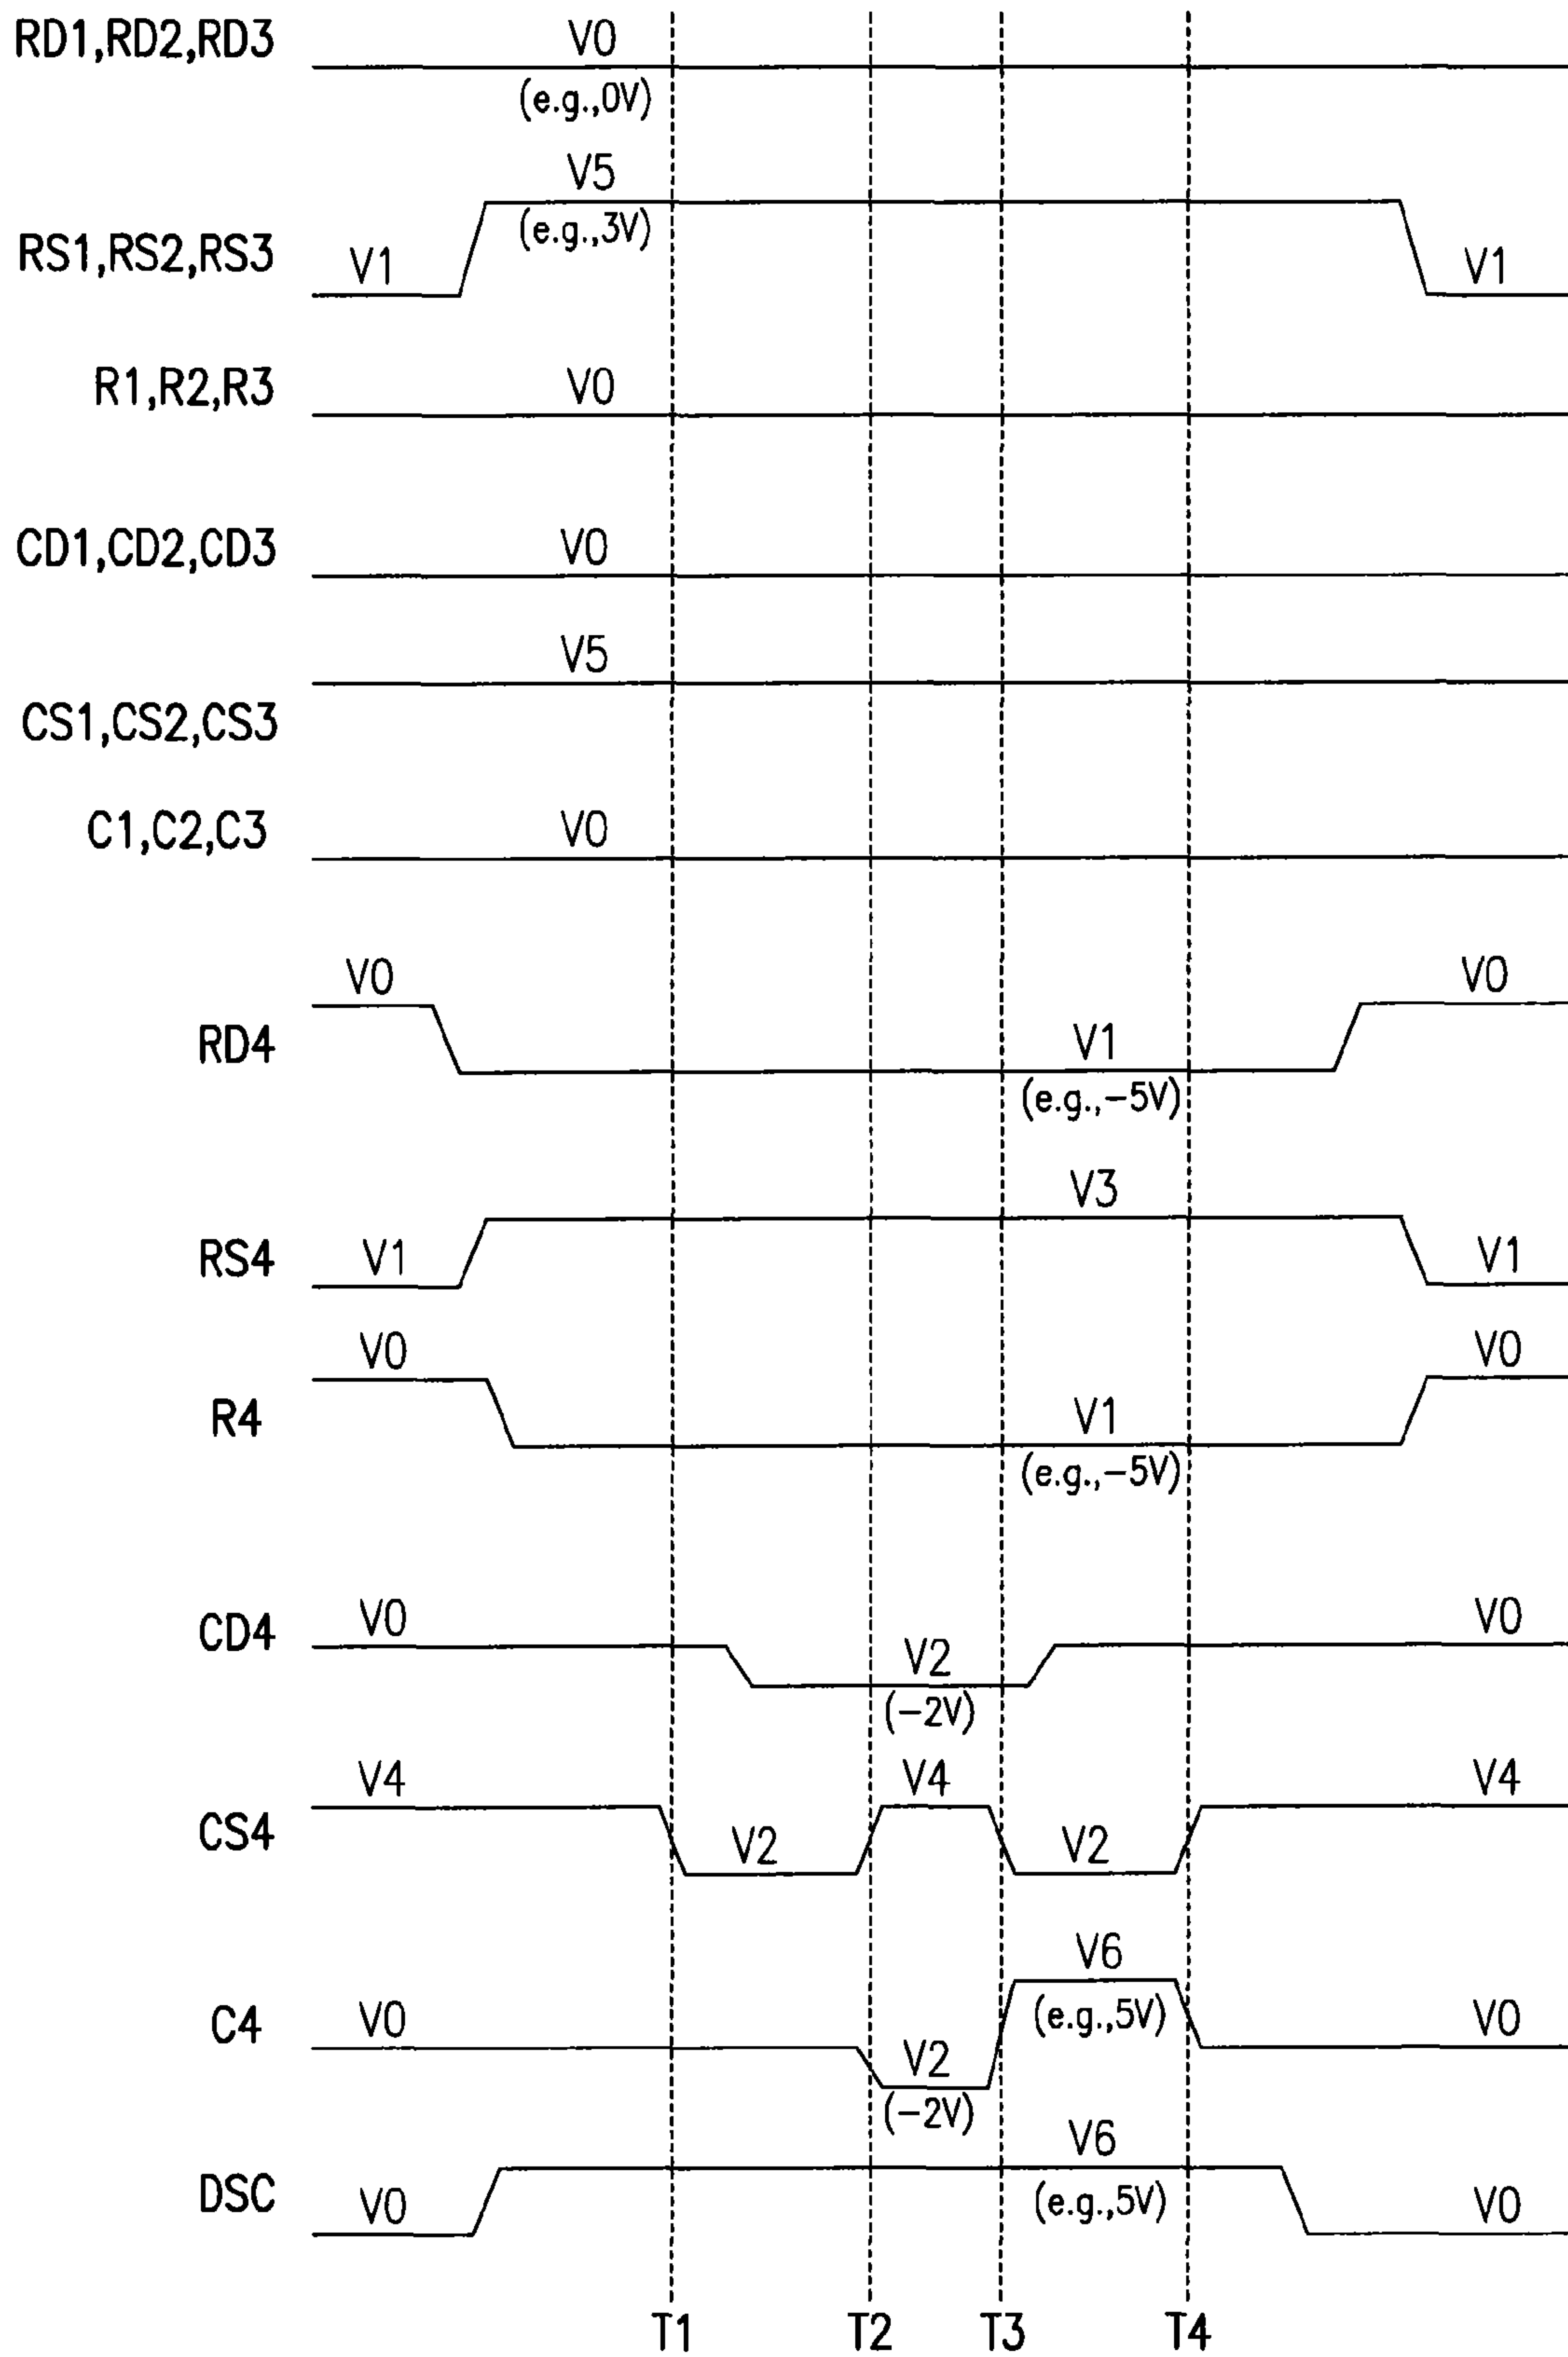 RD1,RD2,RD3
V0
(e.g.,0V)
V5
(e.g.,3V)
RS1,RS2,RS3
V1
V1
R1,R2,R3
V0
CD1,CD2,CD3
V0
V5
CS1,CS2,CS3
C1,C2,C3
V0
V0
V0
RD4
V1
(e.g.,-5V)
V3
RS4
V1
V1
V0
V0
R4
V1
(e.g.,-5V)
CD4
V0
V0
V2
(-2V)
V4
V4
V4
CS4
V2
V2
V6
(e.g.,5V)
C4
V0
V0
V2
(-2V)
V6
(e.g.,5V)
DSC
V0
V0
T1
T2
T3
T4